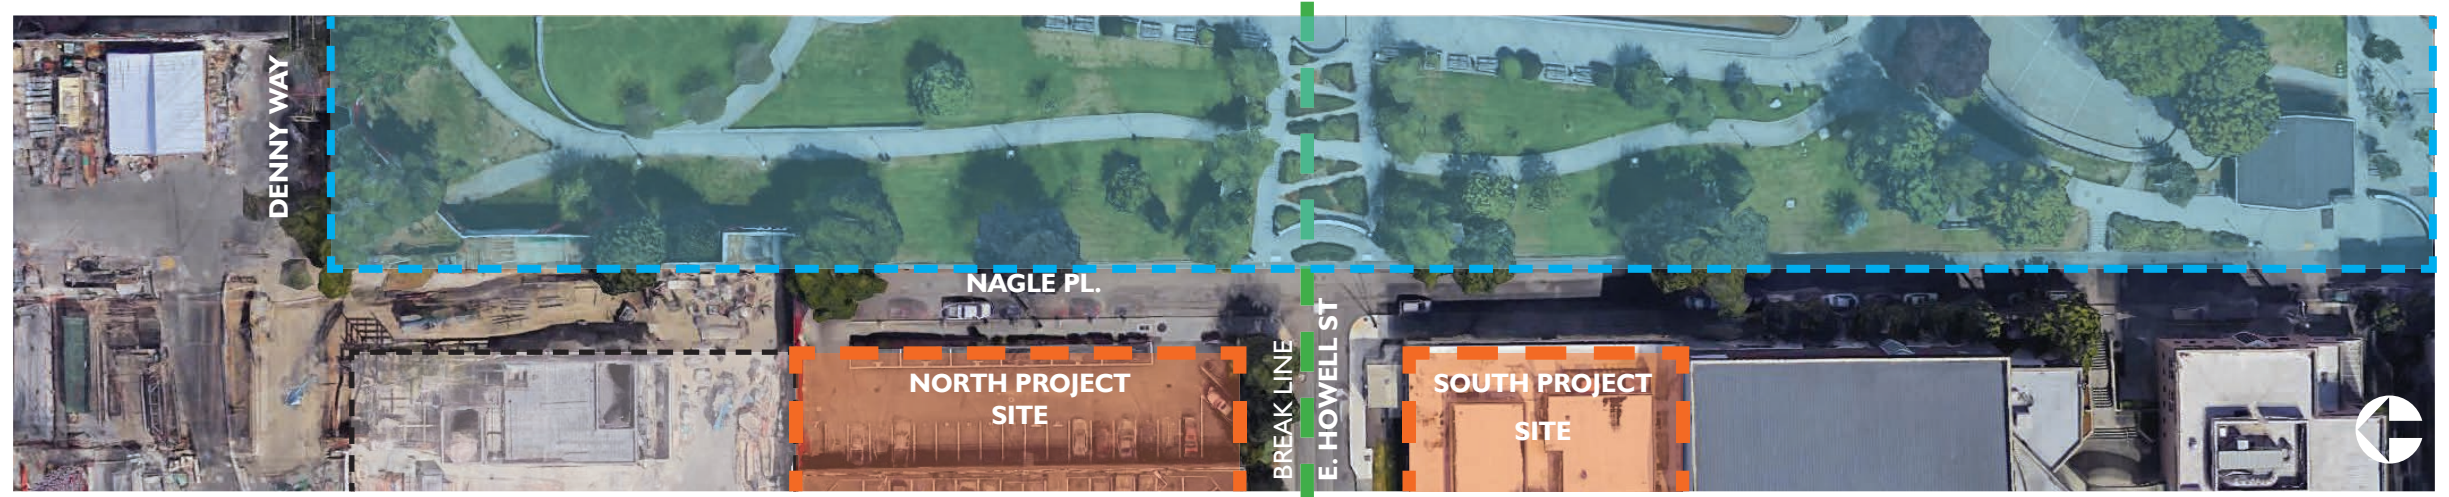 DENNY WAY
NAGLE PL.
NORTH PROJECT
SITE
BREAK LINE
E. HOWELL ST
SOUTH PROJECT
SITE